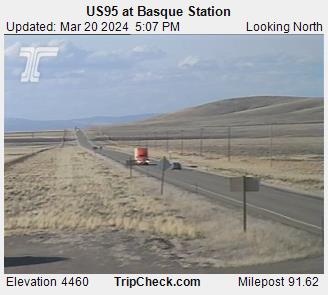 US95 at Basque Station
Updated: Mar 20 2024 5:07 PM Looking North
Elevation 4460 TripCheck.com Milepost 91.62